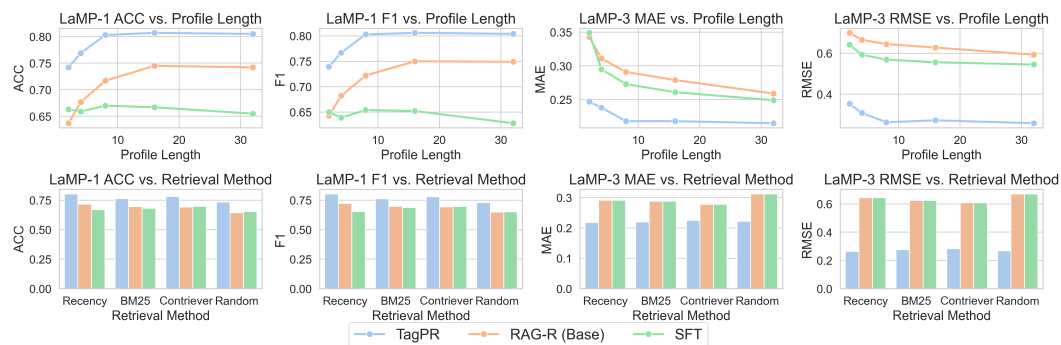 LaMP-1 ACC vs. Profile Length
0.80
0.75
0.70
0.65
ACC
10
20
30
Profile Length
LaMP-1 F1 vs. Profile Length
0.80
0.75
0.70
0.65
F1
10
20
30
Profile Length
LaMP-3 MAE vs. Profile Length
0.35
0.30
0.25
MAE
10
20
30
Profile Length
LaMP-3 RMSE vs. Profile Length
0.6
0.4
RMSE
10
20
30
Profile Length
LaMP-1 ACC vs. Retrieval Method
0.75
0.50
0.25
0.00
ACC
Recency BM25 Contriever Random
Retrieval Method
LaMP-1 F1 vs. Retrieval Method
0.75
0.50
0.25
0.00
F1
Recency BM25 Contriever Random
Retrieval Method
LaMP-3 MAE vs. Retrieval Method
0.3
0.2
0.1
0.0
MAE
Recency BM25 Contriever Random
Retrieval Method
LaMP-3 RMSE vs. Retrieval Method
0.6
0.4
0.2
0.0
RMSE
Recency BM25 Contriever Random
Retrieval Method
TagPR RAG-R (Base) SFT